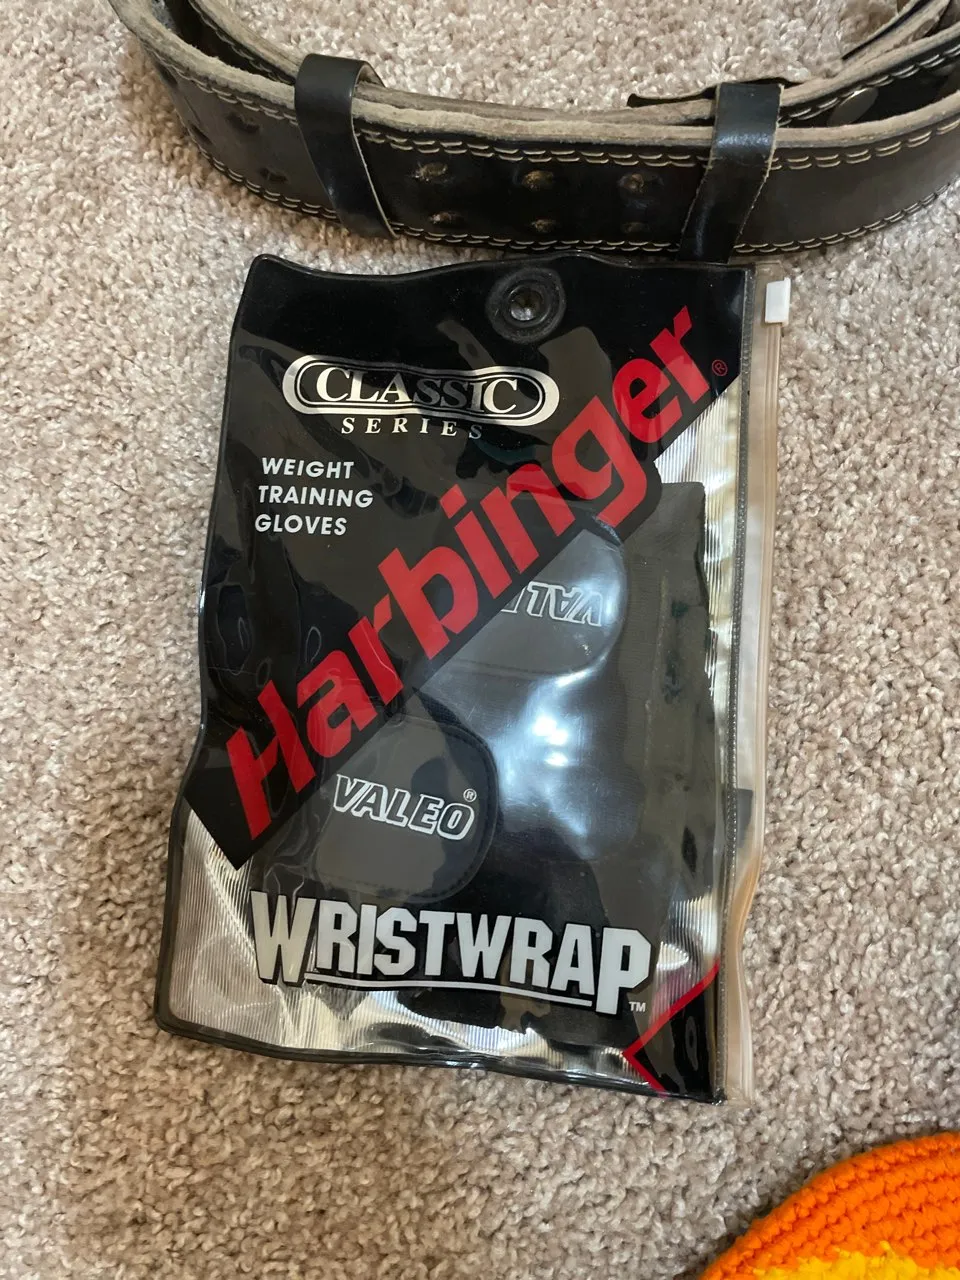 CLASSIC
SERIES
WEIGHT
TRAINING
GLOVES
Harbinger®
VALEO®
WRISTWRAP™